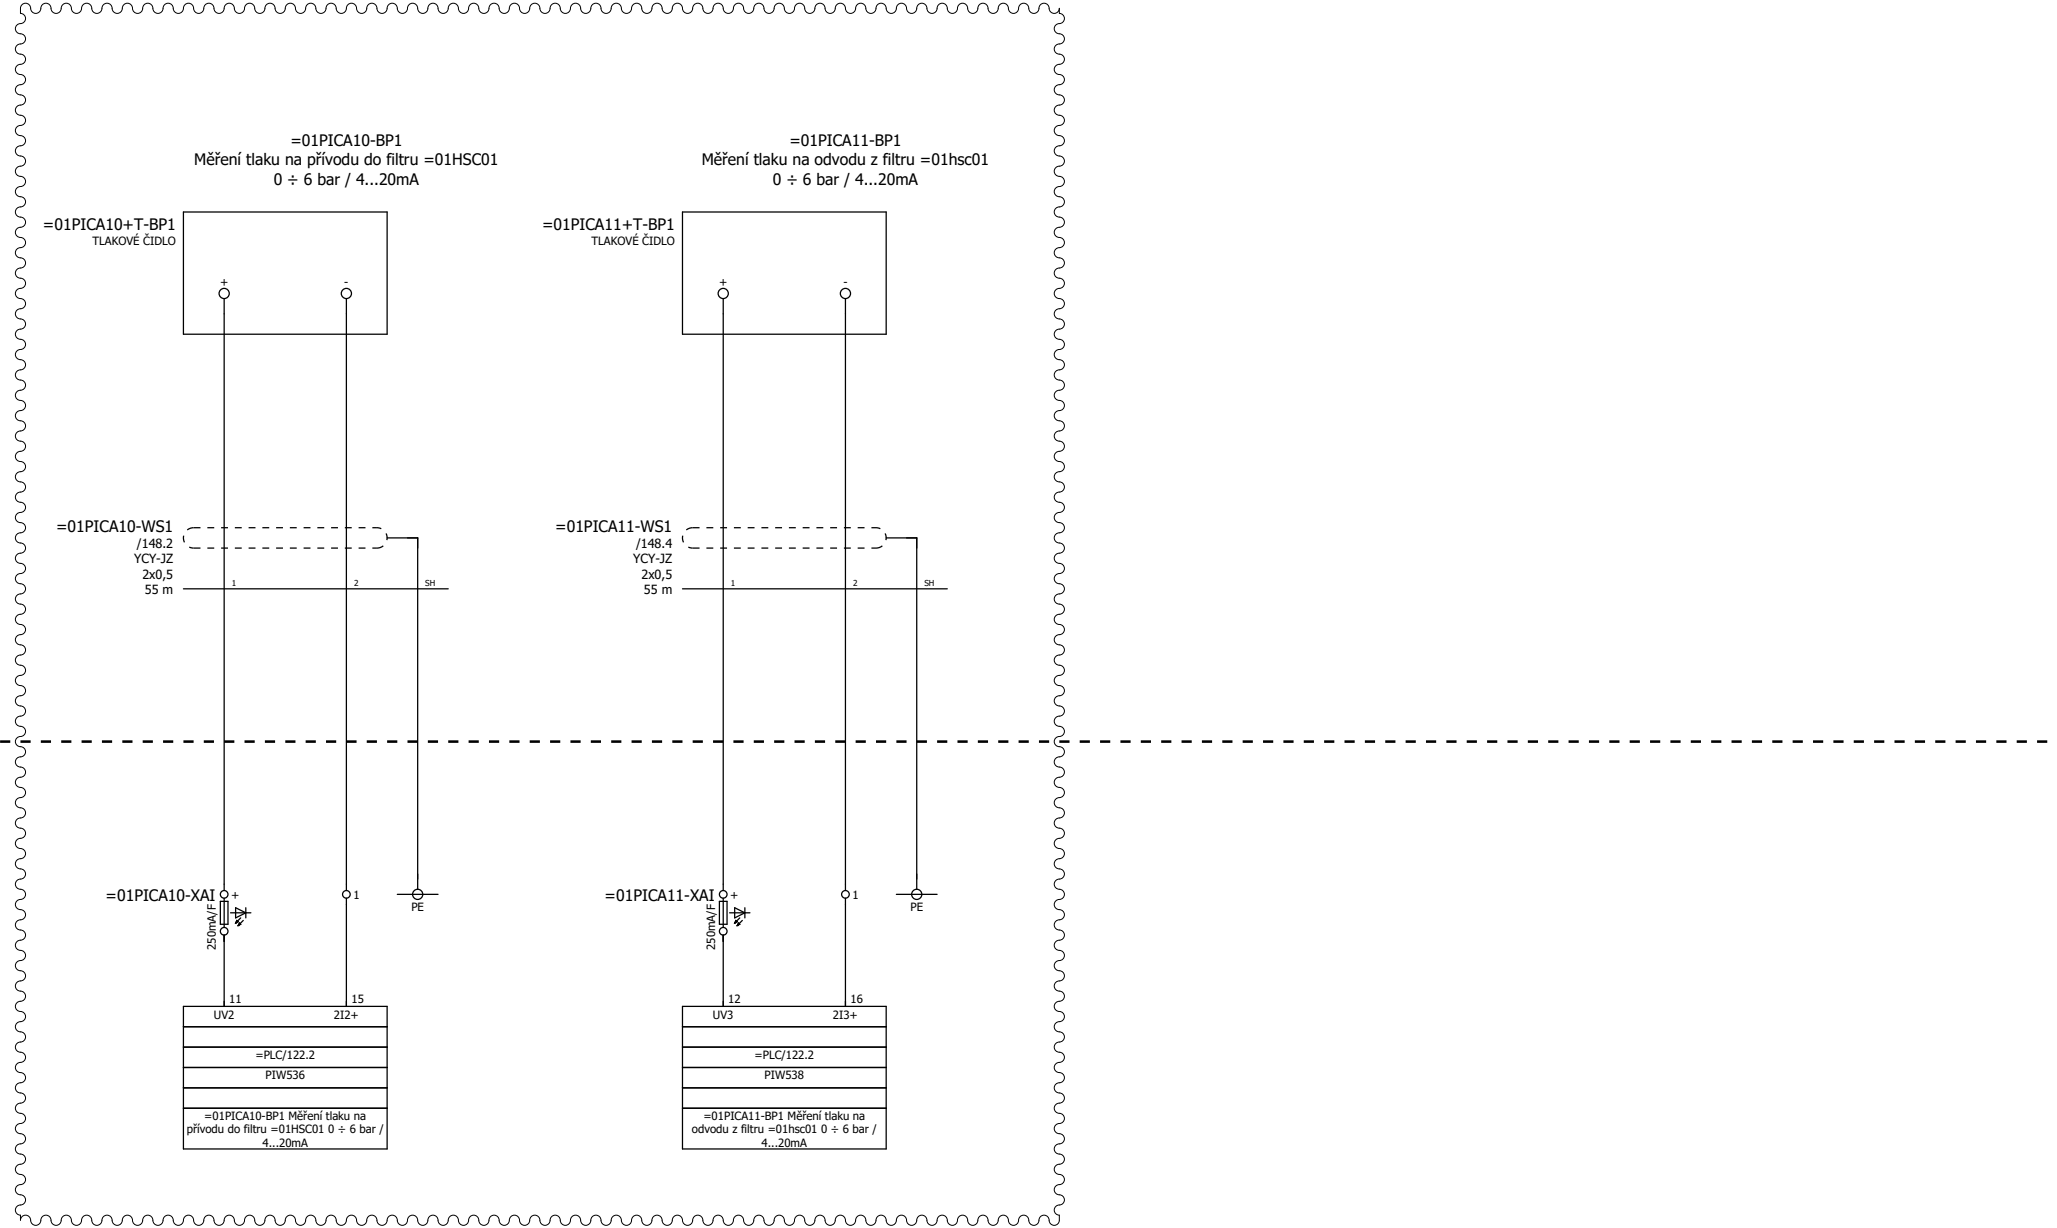 =01PICA10-BP1
Měření tlaku na přívodu do filtru =01HSC01
0 ÷ 6 bar / 4...20mA
=01PICA10+T-BP1
TLAKOVÉ ČIDLO
+
-
=01PICA10-WS1
/148.2
YCY-JZ
2x0,5
55 m
1
2
SH
=01PICA10-XAI
+
1
PE
250mA/F
11
15
UV2
2I2+
=PLC/122.2
PIW536
=01PICA10-BP1 Měření tlaku na
přívodu do filtru =01HSC01 0 ÷ 6 bar /
4...20mA
=01PICA11-BP1
Měření tlaku na odvodu z filtru =01hsc01
0 ÷ 6 bar / 4...20mA
=01PICA11+T-BP1
TLAKOVÉ ČIDLO
+
-
=01PICA11-WS1
/148.4
YCY-JZ
2x0,5
55 m
1
2
SH
=01PICA11-XAI
+
1
PE
250mA/F
12
16
UV3
2I3+
=PLC/122.2
PIW538
=01PICA11-BP1 Měření tlaku na
odvodu z filtru =01hsc01 0 ÷ 6 bar /
4...20mA